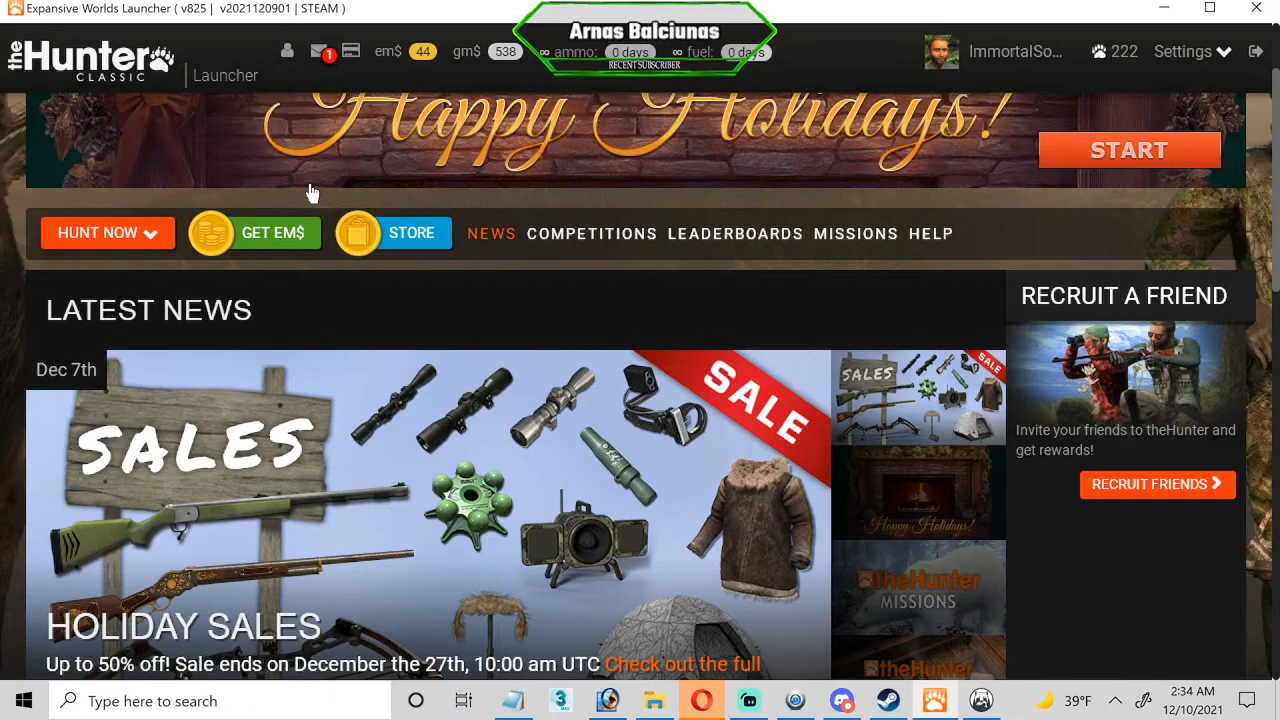 Expansive Worlds Launcher ( v825 | v2021120901 | STEAM )
Arnas Balciunas
RECENT SUBSCRIBER
theHunter
CLASSIC
Launcher
1
em$ 44
gm$ 538
∞ ammo: 0 days
∞ fuel: 0 days
ImmortalSo...
222
Settings
Happy Holidays!
START
HUNT NOW
GET EM$
STORE
NEWS
COMPETITIONS
LEADERBOARDS
MISSIONS
HELP
LATEST NEWS
RECRUIT A FRIEND
Dec 7th
SALES
SALE
HOLIDAY SALES
Up to 50% off! Sale ends on December the 27th, 10:00 am UTC Check out the full
SALES
SALE
Happy Holidays!
theHunter
MISSIONS
theHunter
Invite your friends to theHunter and
get rewards!
RECRUIT FRIENDS
Type here to search
39°F
2:34 AM
12/10/2021